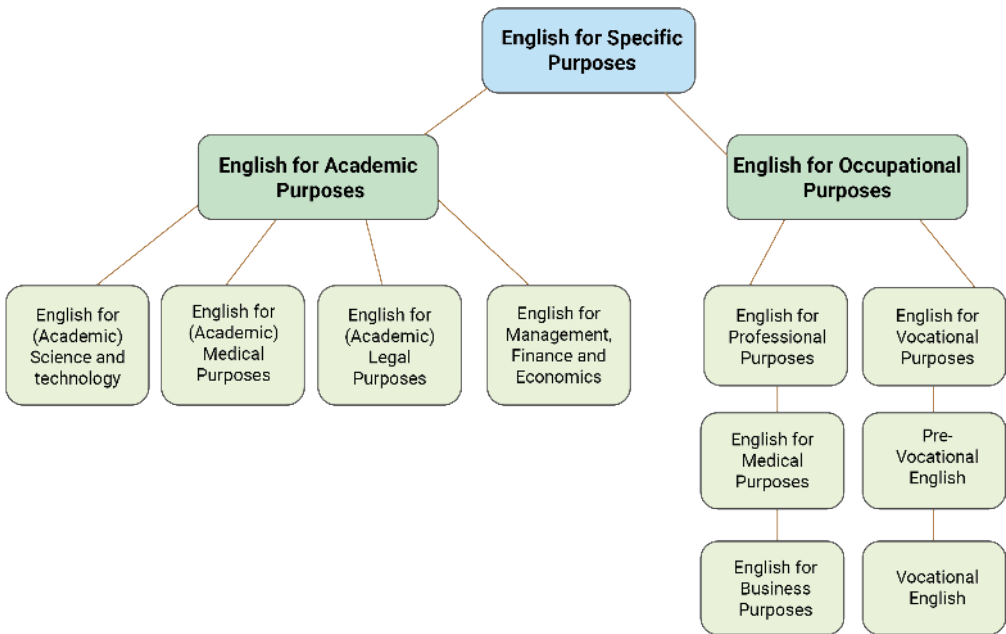 English for Specific
Purposes
English for Academic
Purposes
English for Occupational
Purposes
English for
(Academic)
Science and
technology
English for
(Academic)
Medical
Purposes
English for
(Academic)
Legal
Purposes
English for
Management,
Finance and
Economics
English for
Professional
Purposes
English for
Vocational
Purposes
English for
Medical
Purposes
Pre-
Vocational
English
English for
Business
Purposes
Vocational
English